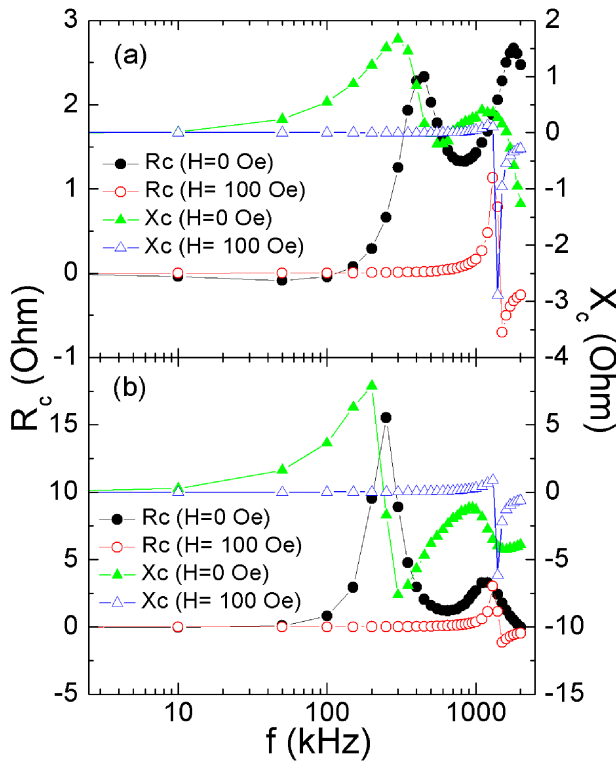 (a)
3
2
1
0
-1
2
1
0
-1
-2
-3
-4
Rc (H=0 Oe)
Rc (H= 100 Oe)
Xc (H=0 Oe)
Xc (H= 100 Oe)
R_c (Ohm)
X_c (Ohm)
(b)
15
10
5
0
-5
5
0
-5
-10
-15
Rc (H=0 Oe)
Rc (H= 100 Oe)
Xc (H=0 Oe)
Xc (H= 100 Oe)
10 100 1000
f (kHz)